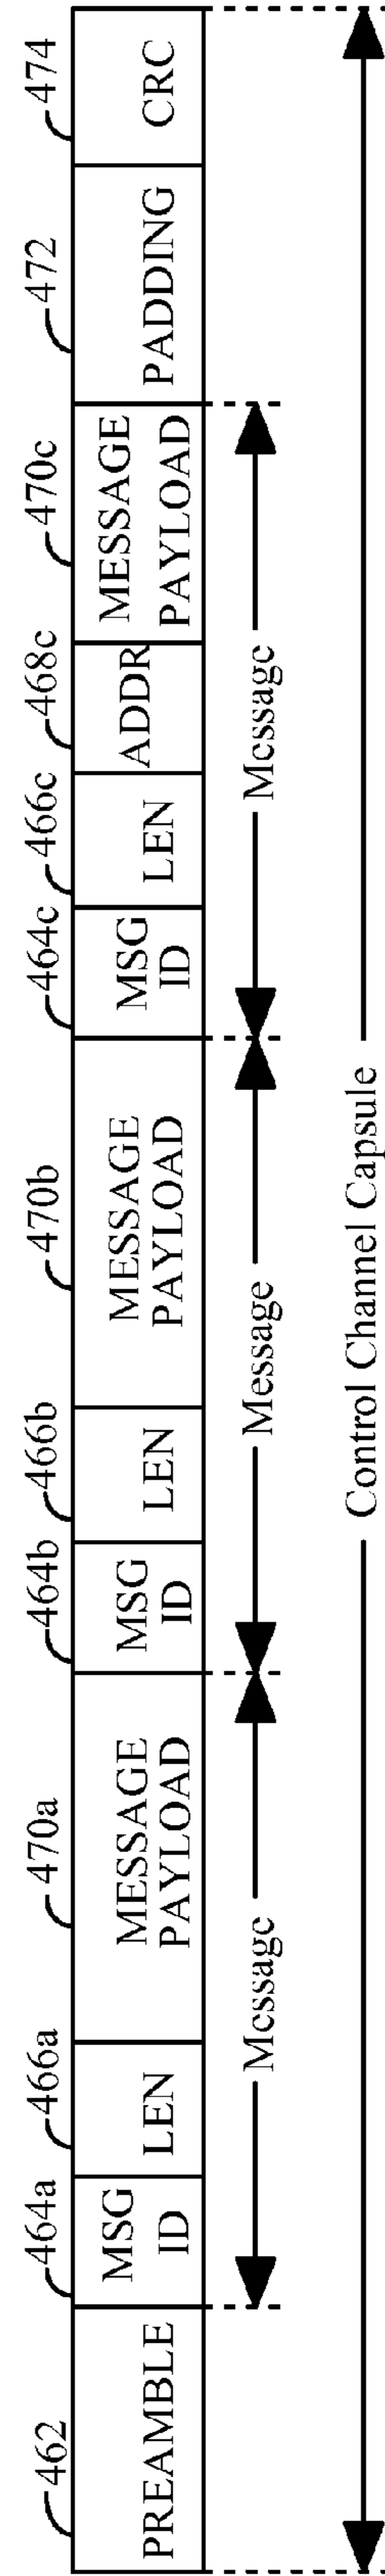 462
464a
466a
470a
464b
466b
470b
464c
466c
468c
470c
472
474
PREAMBLE
MSG
ID
LEN
MESSAGE
PAYLOAD
MSG
ID
LEN
MESSAGE
PAYLOAD
MSG
ID
LEN
ADDR
MESSAGE
PAYLOAD
PADDING
CRC
Message
Message
Message
Control Channel Capsule